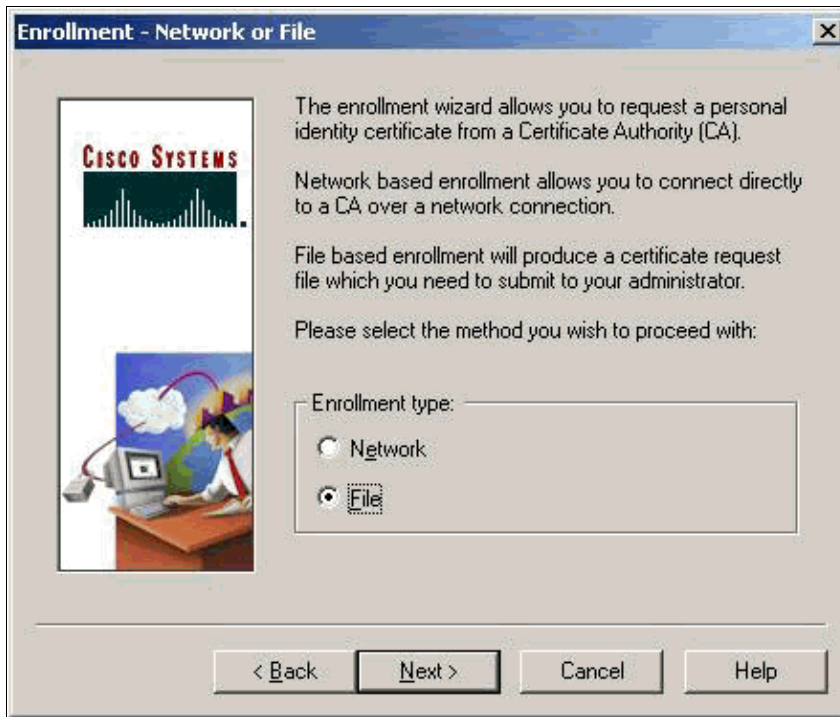 Enrollment - Network or File
CISCO SYSTEMS
The enrollment wizard allows you to request a personal
identity certificate from a Certificate Authority (CA).
Network based enrollment allows you to connect directly
to a CA over a network connection.
File based enrollment will produce a certificate request
file which you need to submit to your administrator.
Please select the method you wish to proceed with:
Enrollment type:
Network
File
< Back
Next >
Cancel
Help